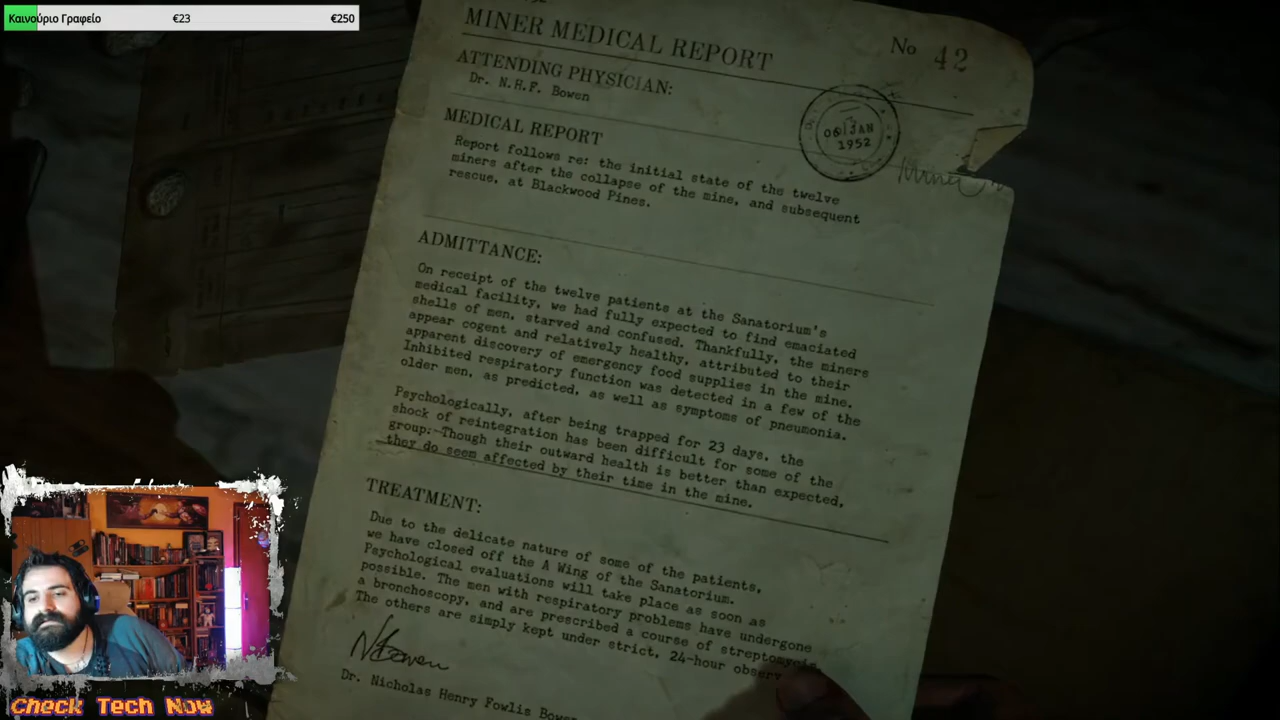 Καινούριο Γραφείο €23 €250
MINER MEDICAL REPORT
No 42
ATTENDING PHYSICIAN:
Dr. N.H.F. Bowen
06 JAN
1952
MEDICAL REPORT
Report follows re: the initial state of the twelve
miners after the collapse of the mine, and subsequent
rescue, at Blackwood Pines.
ADMITTANCE:
On receipt of the twelve patients at the Sanatorium's
medical facility, we had fully expected to find emaciated
shells of men, starved and confused. Thankfully, the miners
appear cogent and relatively healthy, attributed to their
apparent discovery of emergency food supplies in the mine.
Inhibited respiratory function was detected in a few of the
older men, as predicted, as well as symptoms of pneumonia.
Psychologically, after being trapped for 23 days, the
shock of reintegration has been difficult for some of the
group: Though their outward health is better than expected,
they do seem affected by their time in the mine.
TREATMENT:
Due to the delicate nature of some of the patients,
we have closed off the A Wing of the Sanatorium.
Psychological evaluations will take place as soon as
possible. The men with respiratory problems have undergone
a bronchoscopy, and are prescribed a course of streptomycin.
The others are simply kept under strict, 24-hour observ
NBowen
Dr. Nicholas Henry Fowlis Bowen
Check Tech Now